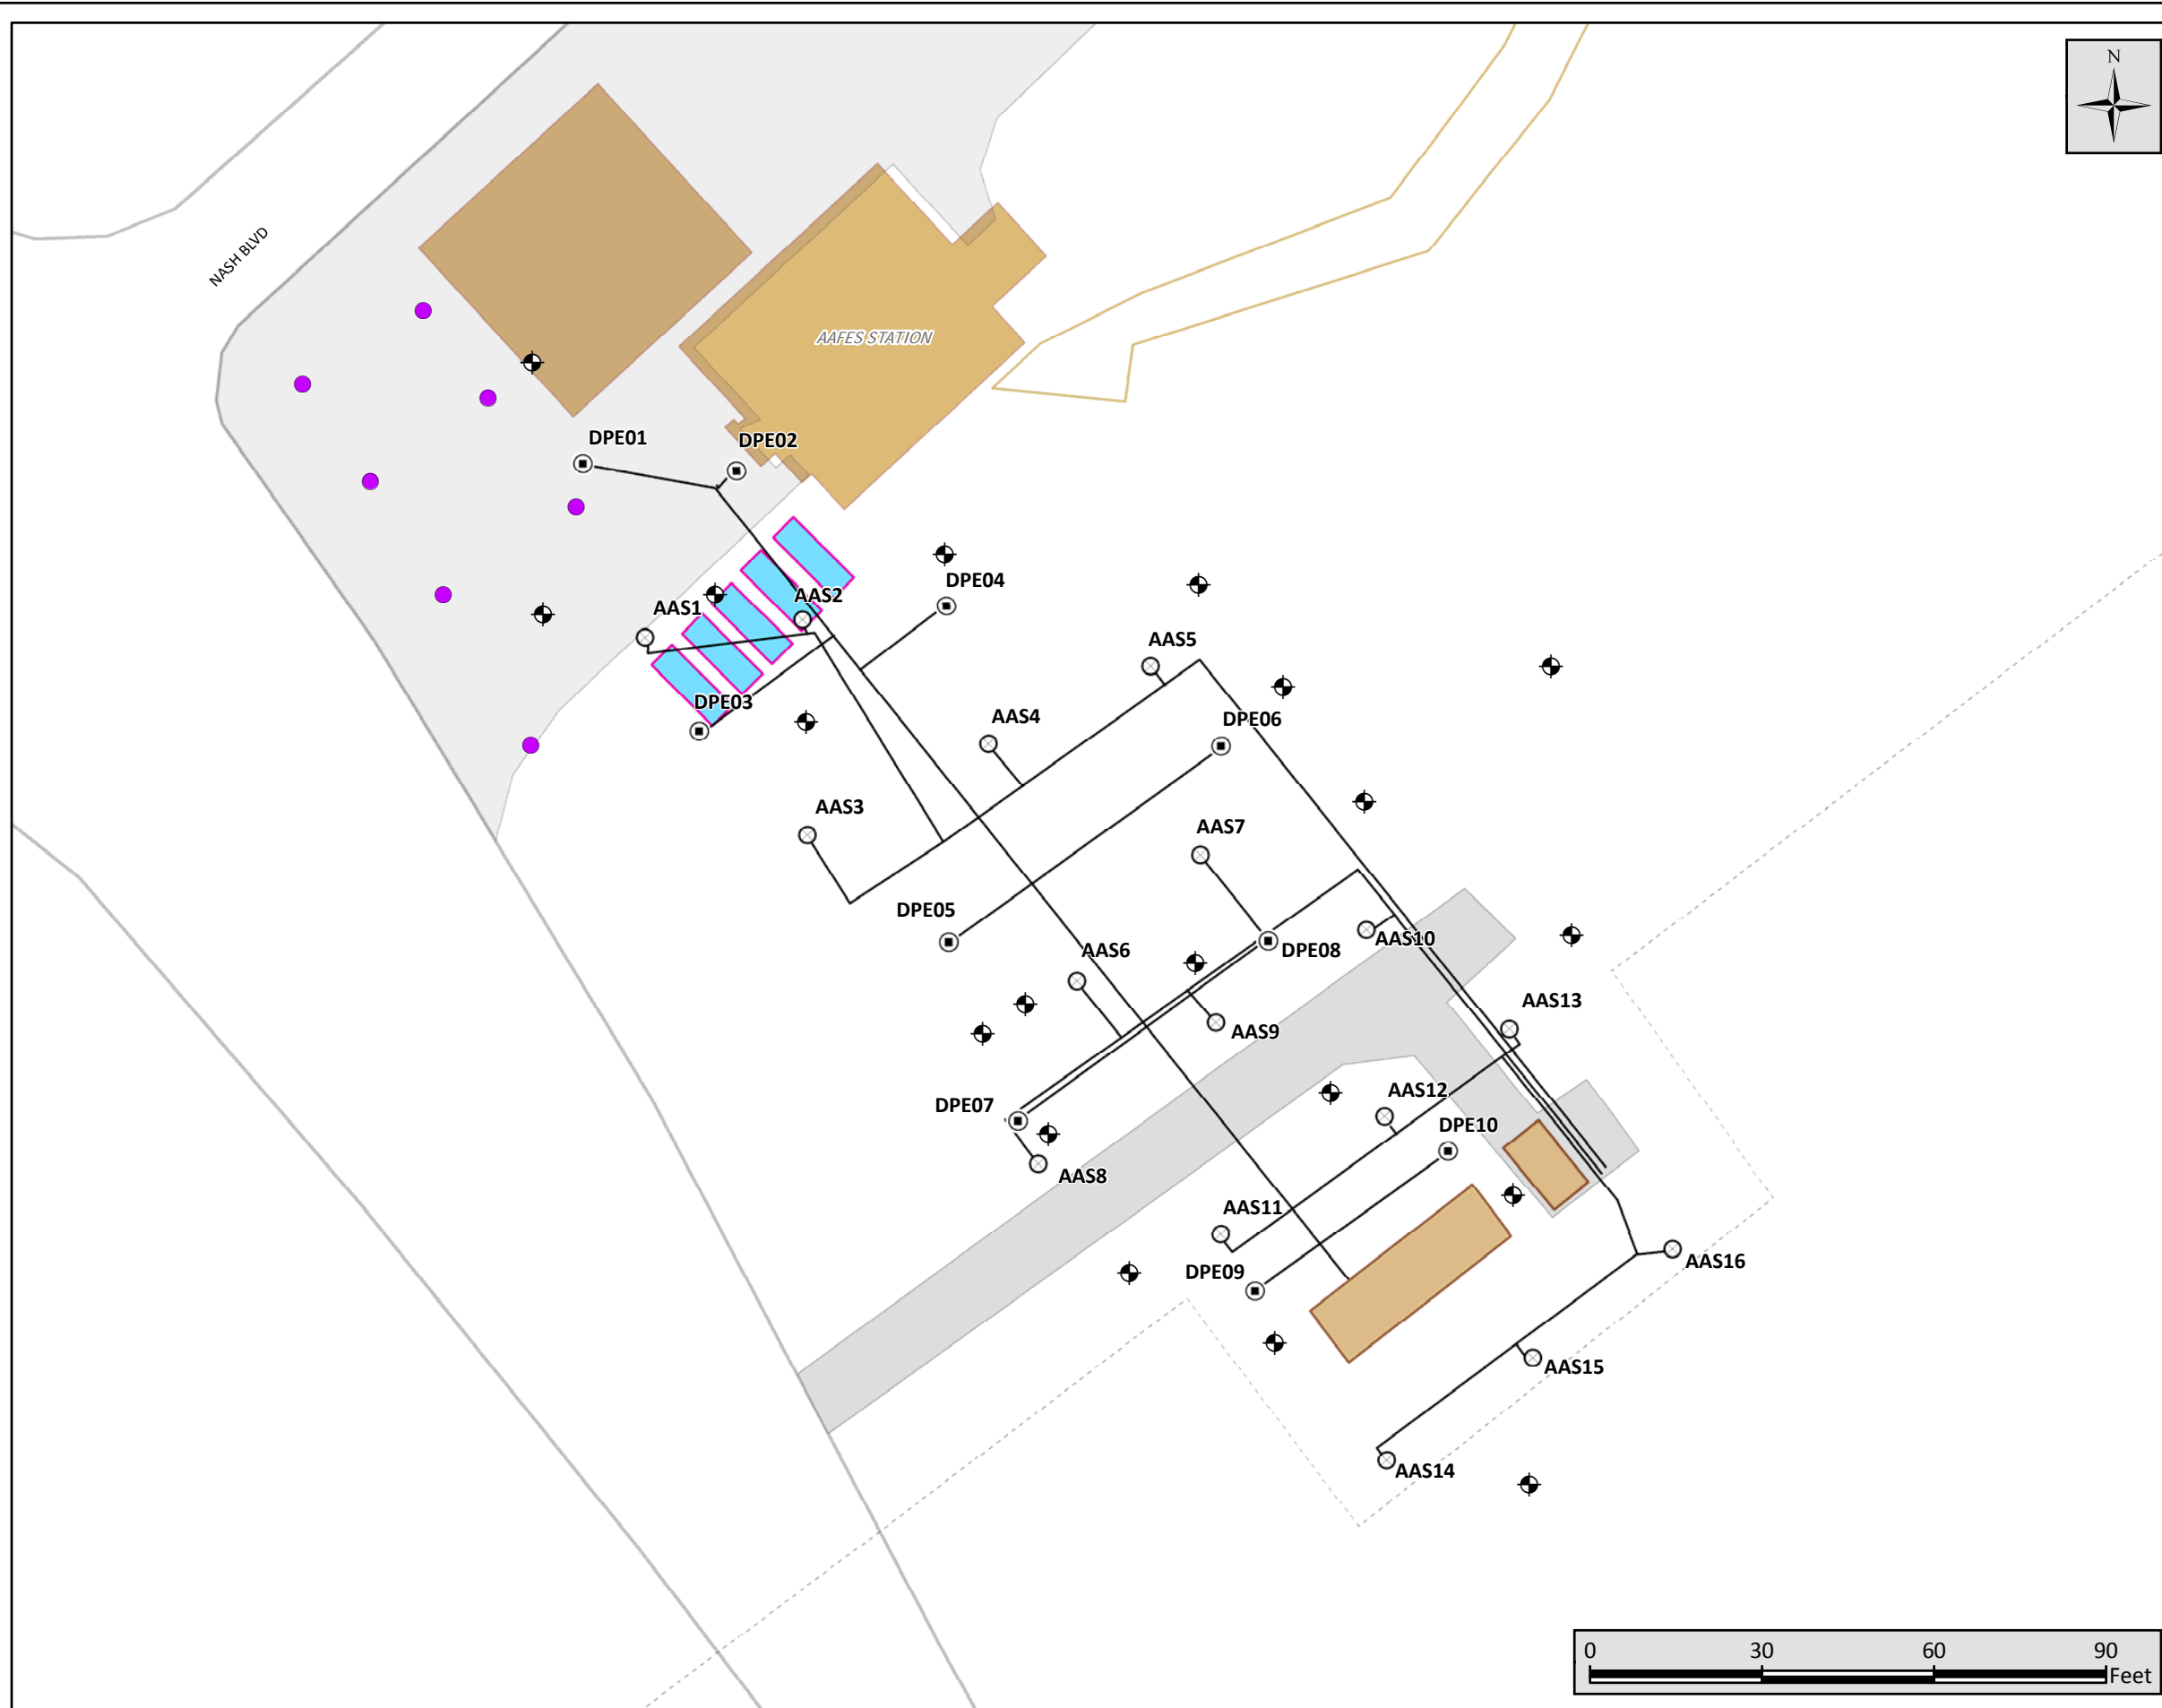 N
NASH BLVD
AAFES STATION
DPE01
DPE02
DPE04
AAS2
AAS1
AAS5
DPE03
AAS4
DPE06
AAS3
AAS7
DPE05
AAS10
AAS6
DPE08
AAS13
AAS9
AAS12
DPE07
DPE10
AAS8
AAS11
AAS16
DPE09
AAS15
AAS14
0 30 60 90
Feet